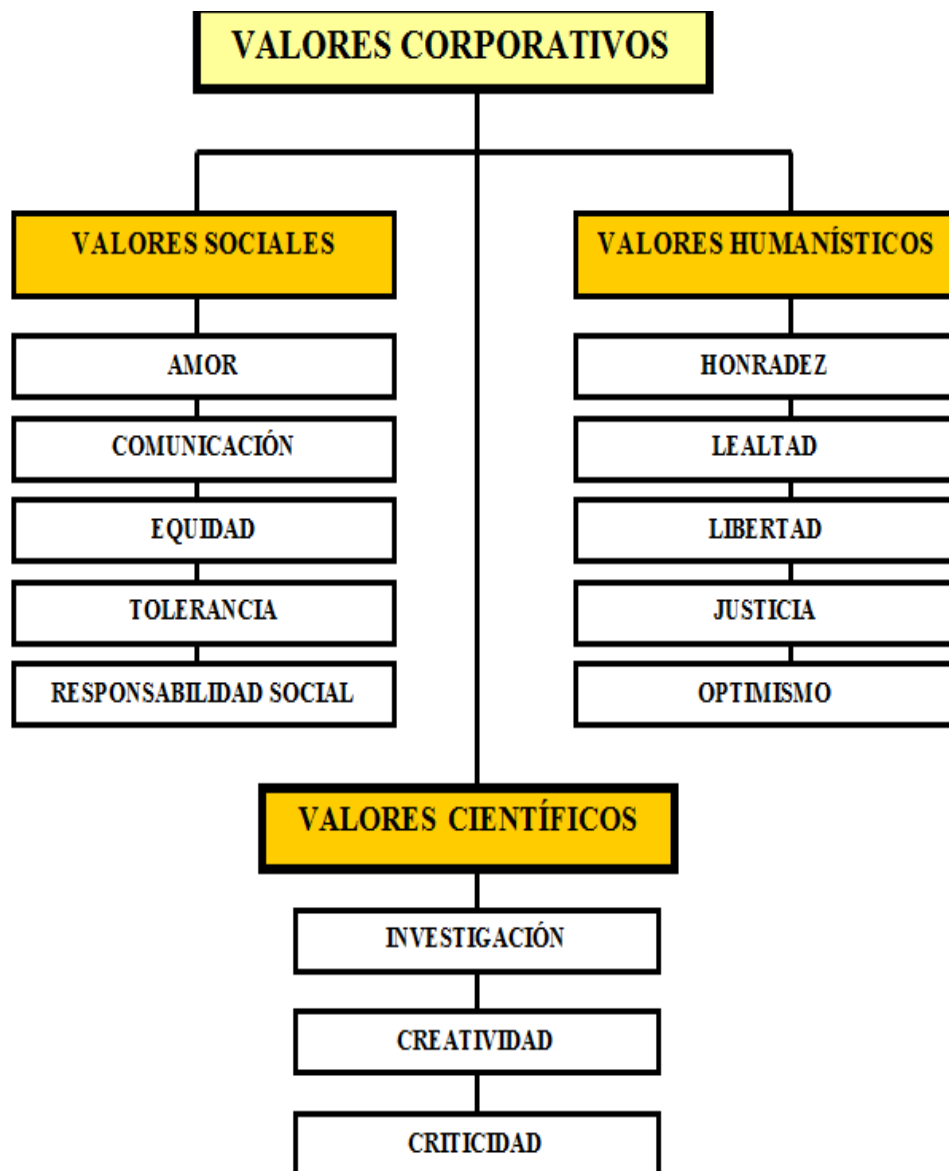 VALORES CORPORATIVOS
VALORES SOCIALES
AMOR
COMUNICACIÓN
EQUIDAD
TOLERANCIA
RESPONSABILIDAD SOCIAL
VALORES HUMANÍSTICOS
HONRADEZ
LEALTAD
LIBERTAD
JUSTICIA
OPTIMISMO
VALORES CIENTÍFICOS
INVESTIGACIÓN
CREATIVIDAD
CRITICIDAD